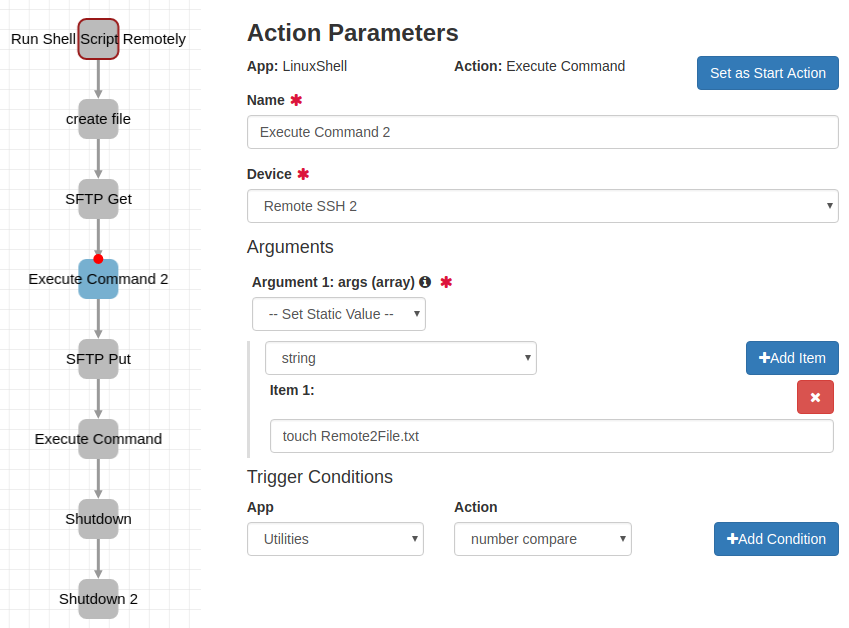 Run Shell Script Remotely
create file
SFTP Get
Execute Command 2
SFTP Put
Execute Command
Shutdown
Shutdown 2
Action Parameters
App: LinuxShell Action: Execute Command Set as Start Action
Name ✱
Execute Command 2
Device ✱
Remote SSH 2
Arguments
Argument 1: args (array) ✱
-- Set Static Value --
string Add Item
Item 1:
touch Remote2File.txt
Trigger Conditions
App Action
Utilities number compare Add Condition